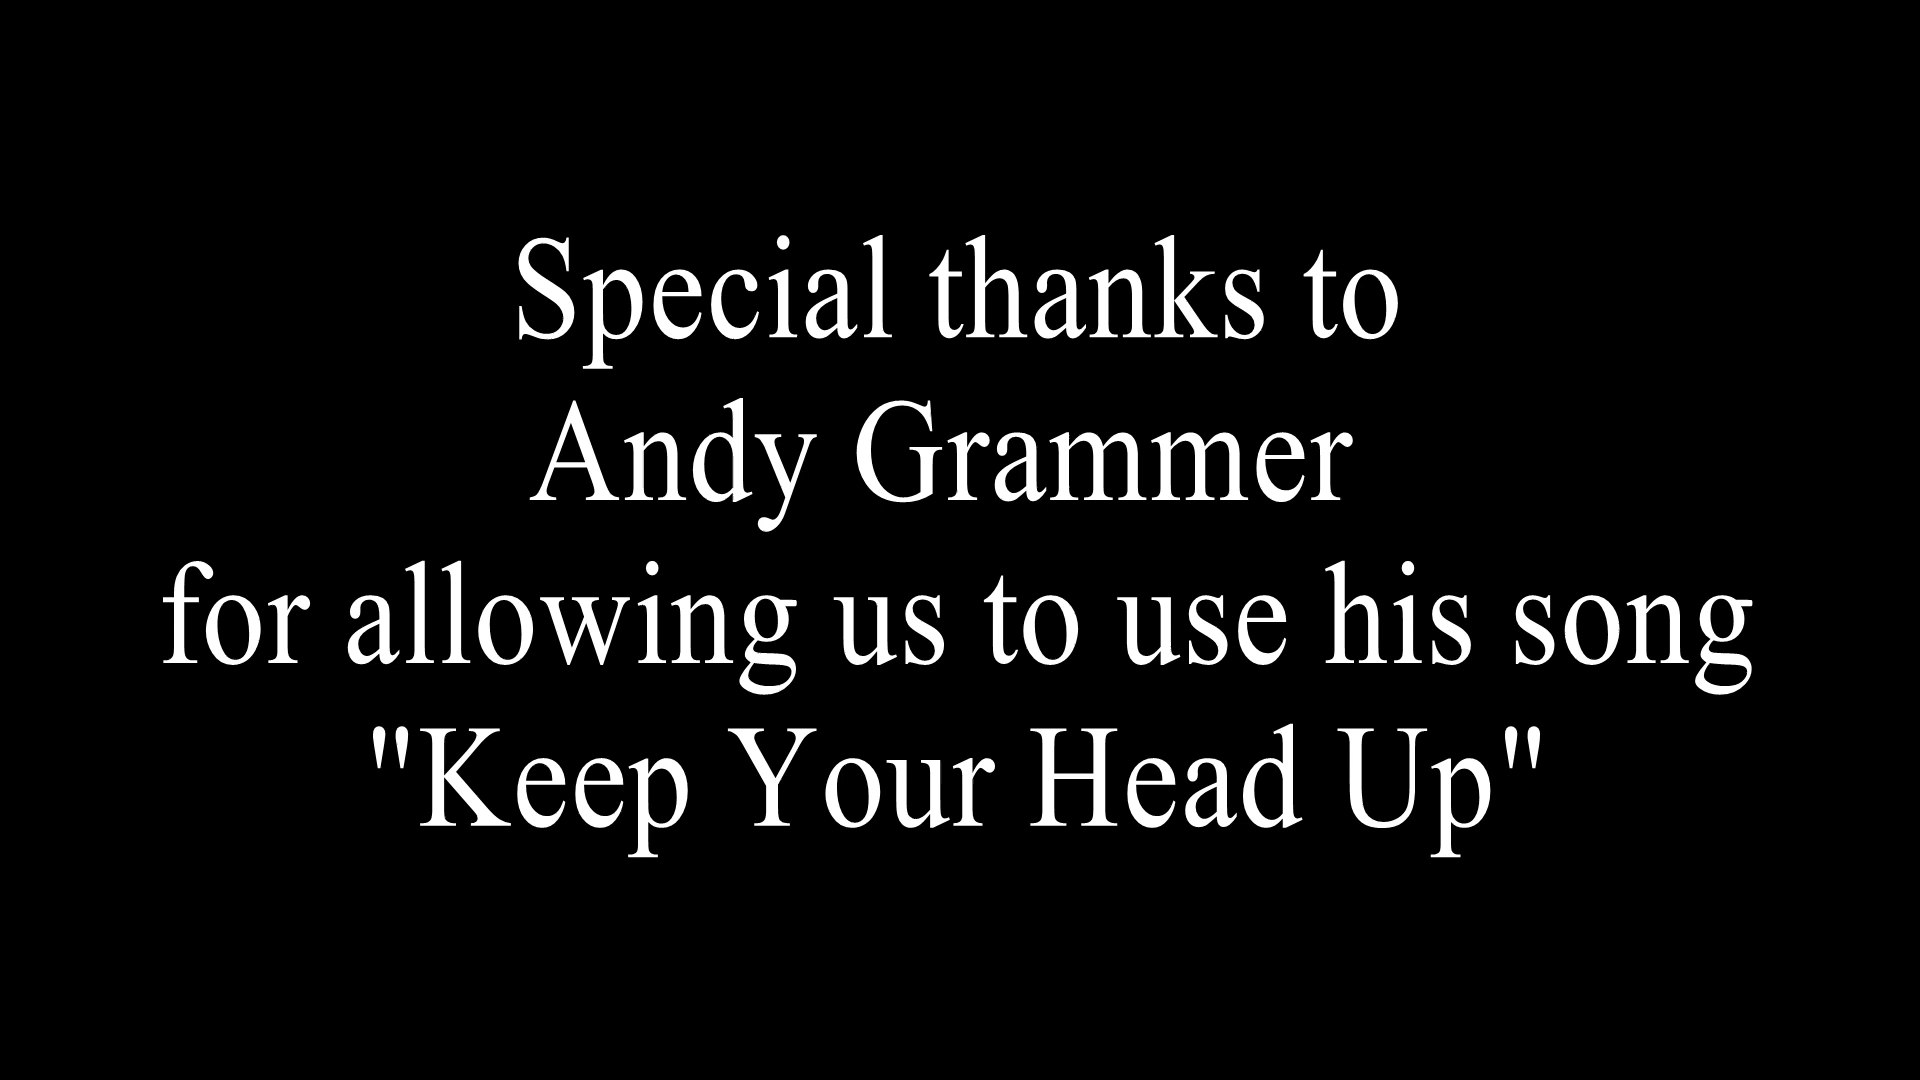 Special thanks to
Andy Grammer
for allowing us to use his song
"Keep Your Head Up"